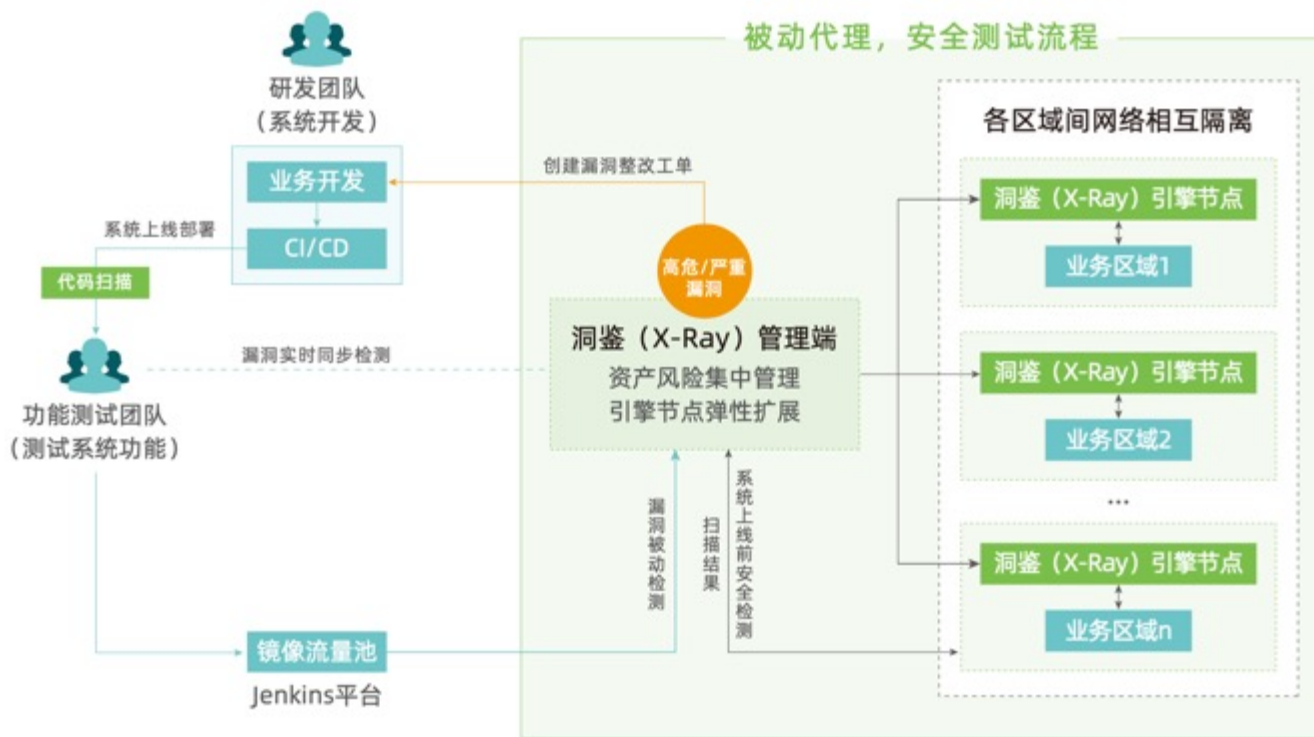 被动代理，安全测试流程
研发团队
（系统开发）
业务开发
CI/CD
系统上线部署
代码扫描
功能测试团队
（测试系统功能）
漏洞实时同步检测
创建漏洞整改工单
高危/严重
漏洞
洞鉴（X-Ray）管理端
资产风险集中管理
引擎节点弹性扩展
漏洞被动检测
扫描结果
系统上线前安全检测
镜像流量池
Jenkins平台
各区域间网络相互隔离
洞鉴（X-Ray）引擎节点
业务区域1
洞鉴（X-Ray）引擎节点
业务区域2
...
洞鉴（X-Ray）引擎节点
业务区域n